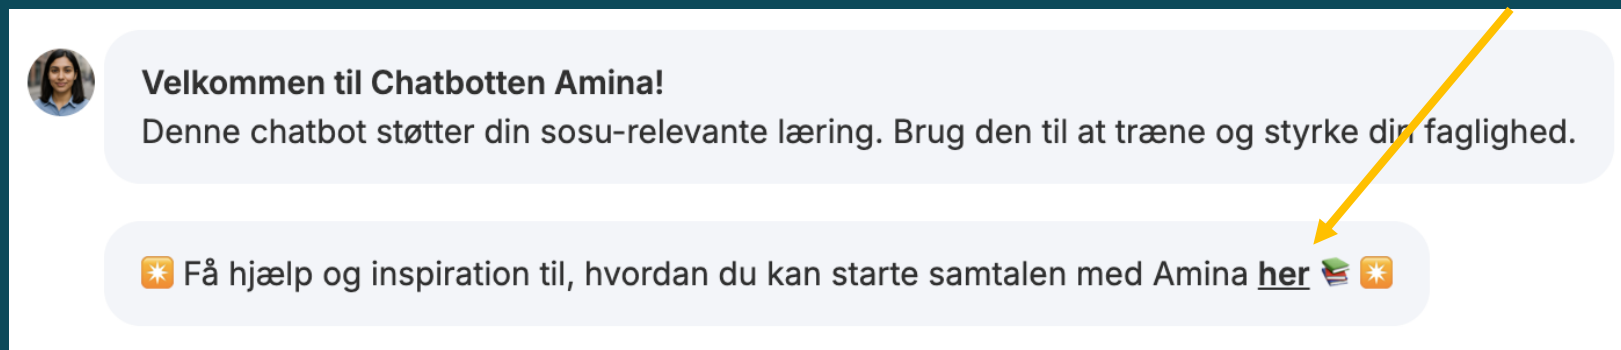 Velkommen til Chatbotten Amina!
Denne chatbot støtter din sosu-relevante læring. Brug den til at træne og styrke din faglighed.
Få hjælp og inspiration til, hvordan du kan starte samtalen med Amina her